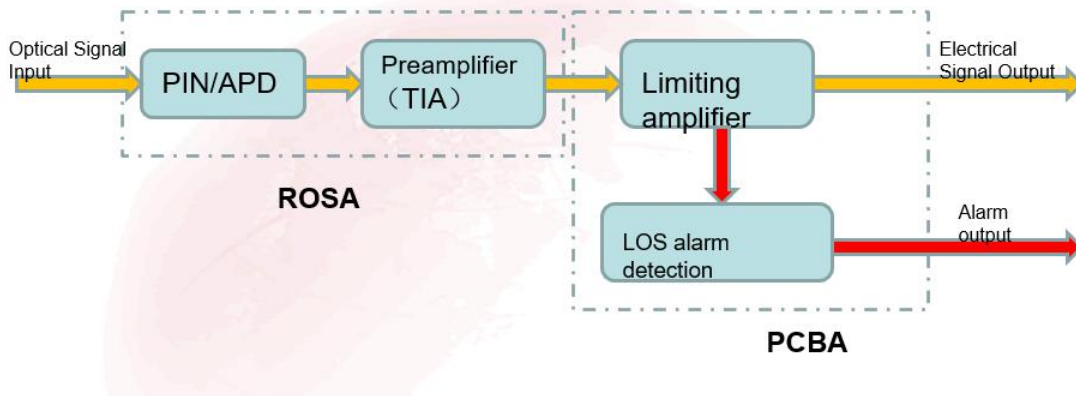 Optical Signal
Input
PIN/APD
Preamplifier
（TIA）
Limiting
amplifier
Electrical
Signal Output
ROSA
LOS alarm
detection
Alarm
output
PCBA